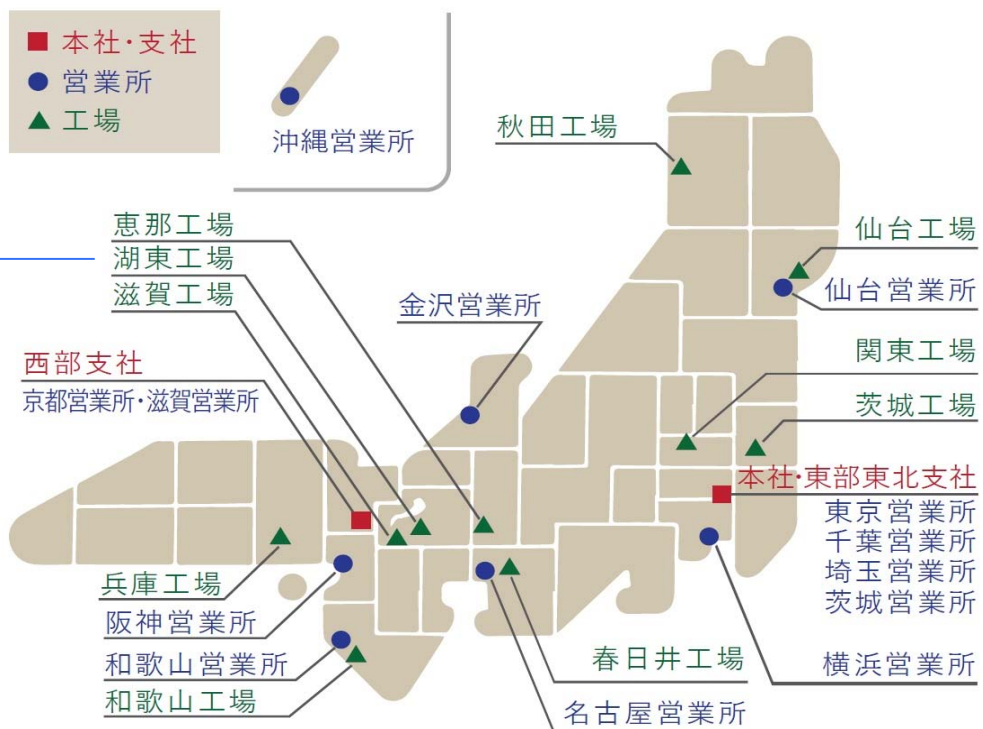 本社・支社
営業所
工場
沖縄営業所
秋田工場
恵那工場
湖東工場
滋賀工場
金沢営業所
仙台工場
仙台営業所
西部支社
京都営業所・滋賀営業所
関東工場
茨城工場
本社・東部東北支社
東京営業所
千葉営業所
埼玉営業所
茨城営業所
兵庫工場
阪神営業所
和歌山営業所
和歌山工場
春日井工場
名古屋営業所
横浜営業所